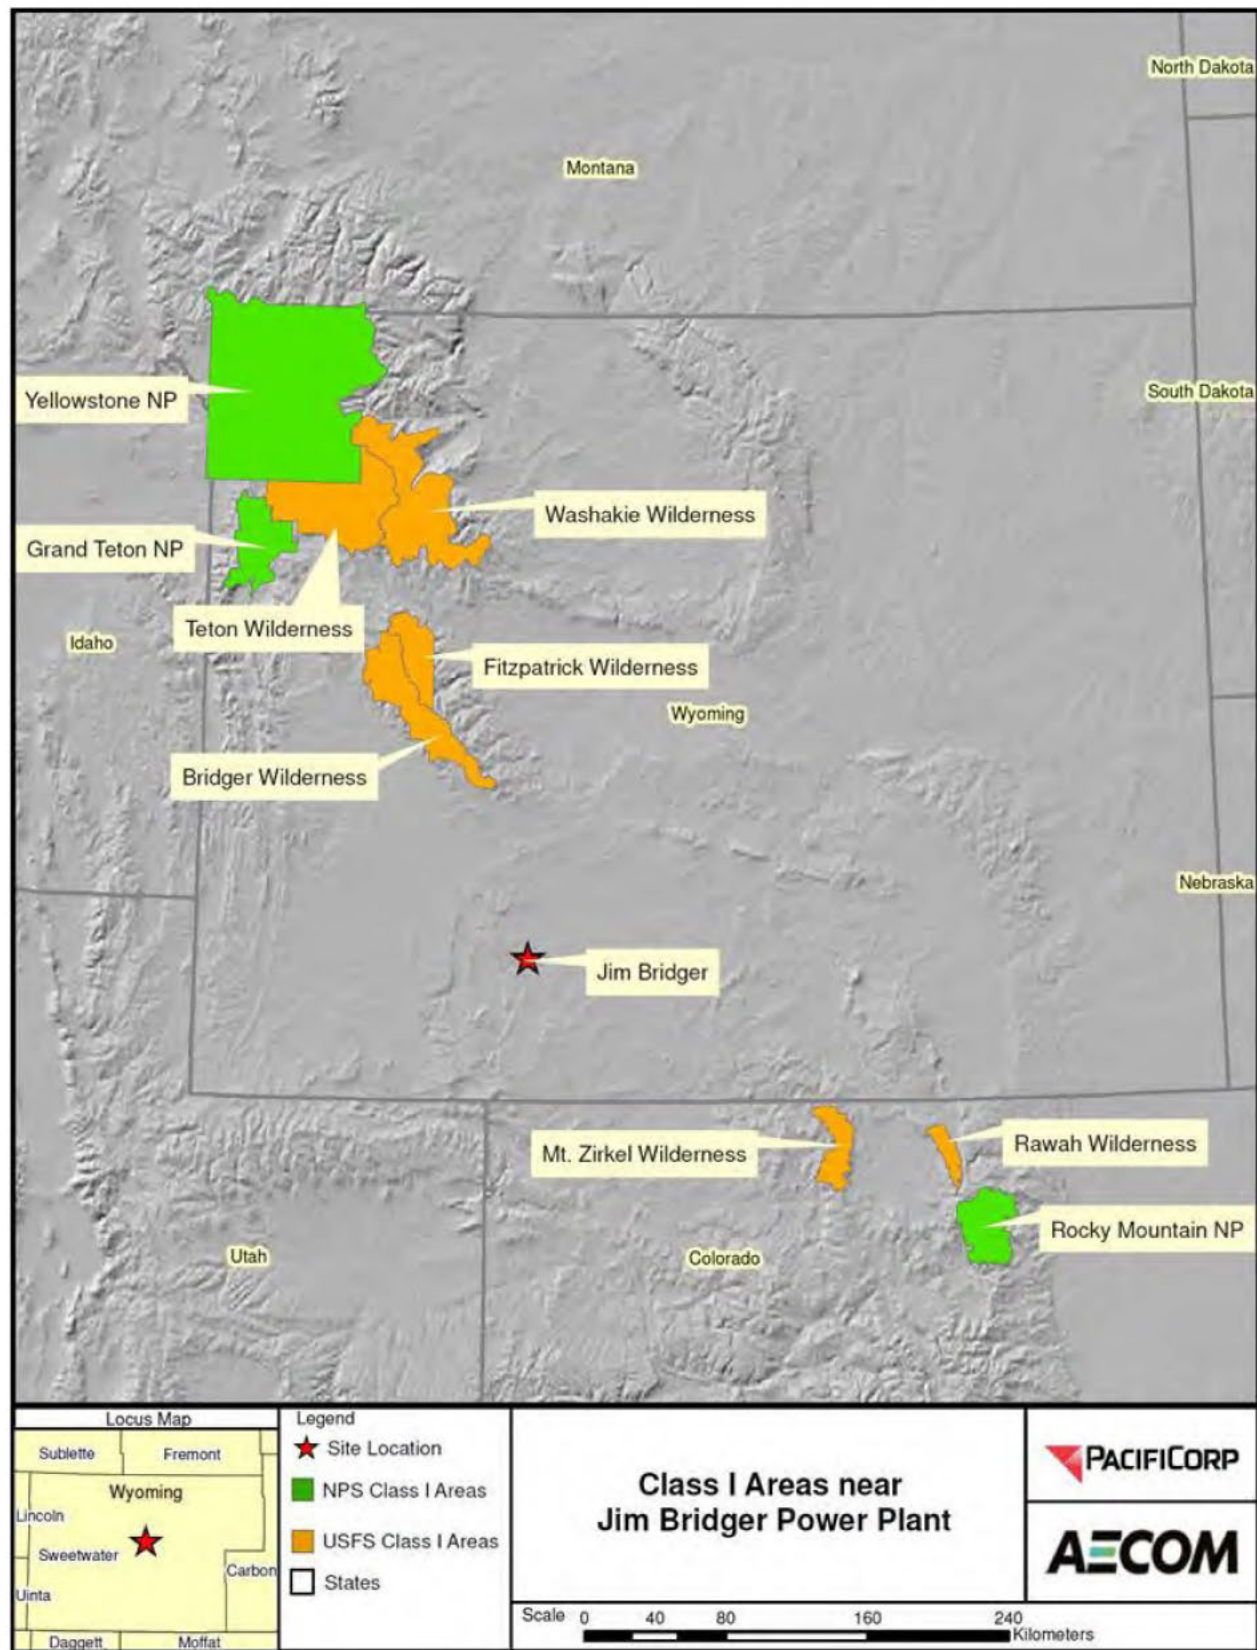 North Dakota
Montana
South Dakota
Yellowstone NP
Washakie Wilderness
Grand Teton NP
Teton Wilderness
Idaho
Fitzpatrick Wilderness
Wyoming
Bridger Wilderness
Nebraska
Jim Bridger
Mt. Zirkel Wilderness
Rawah Wilderness
Rocky Mountain NP
Utah
Colorado
Locus Map
Sublette
Fremont
Wyoming
Lincoln
Sweetwater
Carbon
Uinta
Daggett
Moffat
Legend
Site Location
NPS Class I Areas
USFS Class I Areas
States
Class I Areas near
Jim Bridger Power Plant
Scale 0 40 80 160 240
Kilometers
PACIFICORP
AECOM